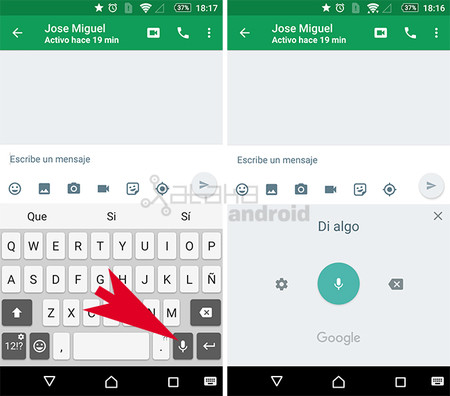 18:17
Jose Miguel
Activo hace 19 min
Escribe un mensaje
Que Si Sí
Q W E R T Y U I O P
A S D F G H J K L Ñ
Z X C N M
12!? , .
37% 18:16
Jose Miguel
Activo hace 19 min
Escribe un mensaje
Di algo
Google
xataka
android